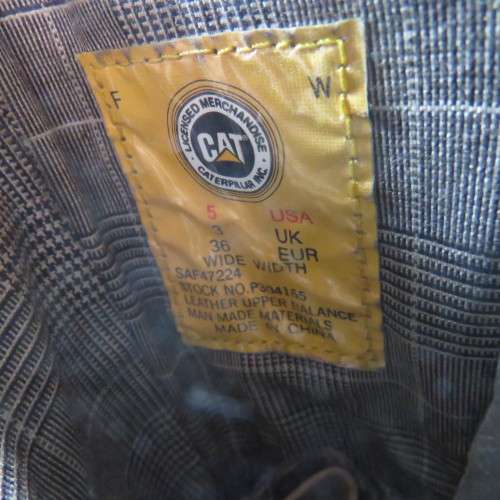 F W
LICENSED MERCHANDISE
CAT
CATERPILLAR INC.
5 USA
3 UK
36 EUR
WIDE WIDTH
SAF47224
STOCK NO.P304155
LEATHER UPPER BALANCE
MAN MADE MATERIALS
MADE IN CHINA